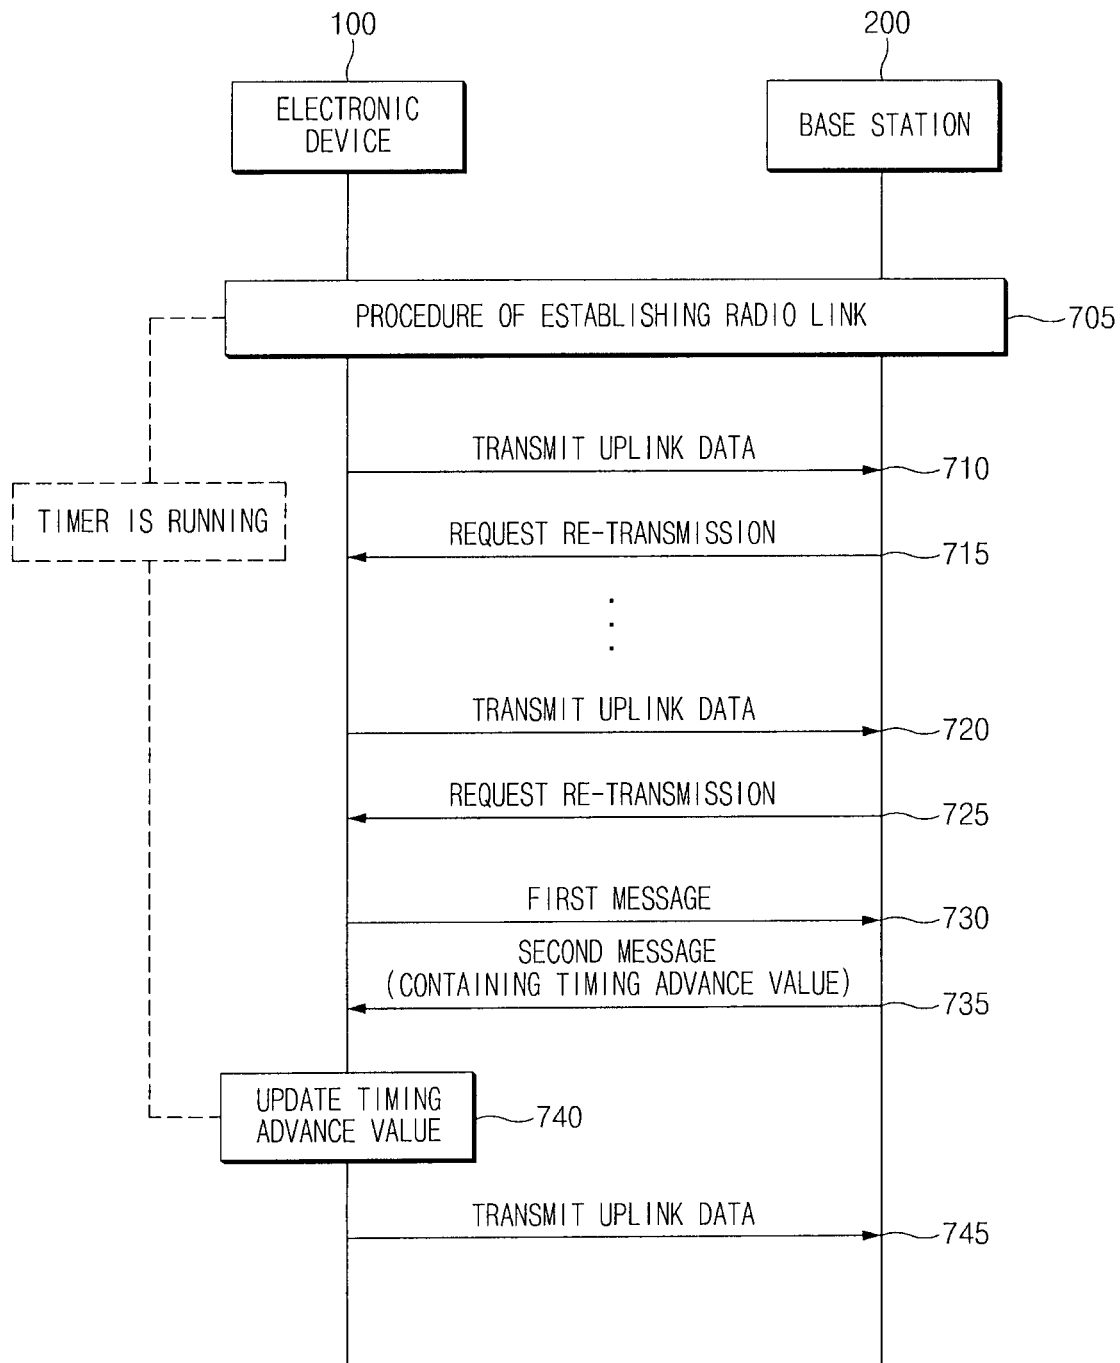 100
200
ELECTRONIC
DEVICE
BASE STATION
PROCEDURE OF ESTABLISHING RADIO LINK
705
TRANSMIT UPLINK DATA
710
TIMER IS RUNNING
REQUEST RE-TRANSMISSION
715
TRANSMIT UPLINK DATA
720
REQUEST RE-TRANSMISSION
725
FIRST MESSAGE
730
SECOND MESSAGE
(CONTAINING TIMING ADVANCE VALUE)
735
UPDATE TIMING
ADVANCE VALUE
740
TRANSMIT UPLINK DATA
745